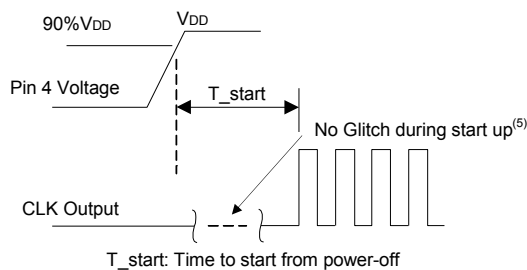 90%VDD
VDD
Pin 4 Voltage
T_start
No Glitch during start up(5)
CLK Output
T_start: Time to start from power-off